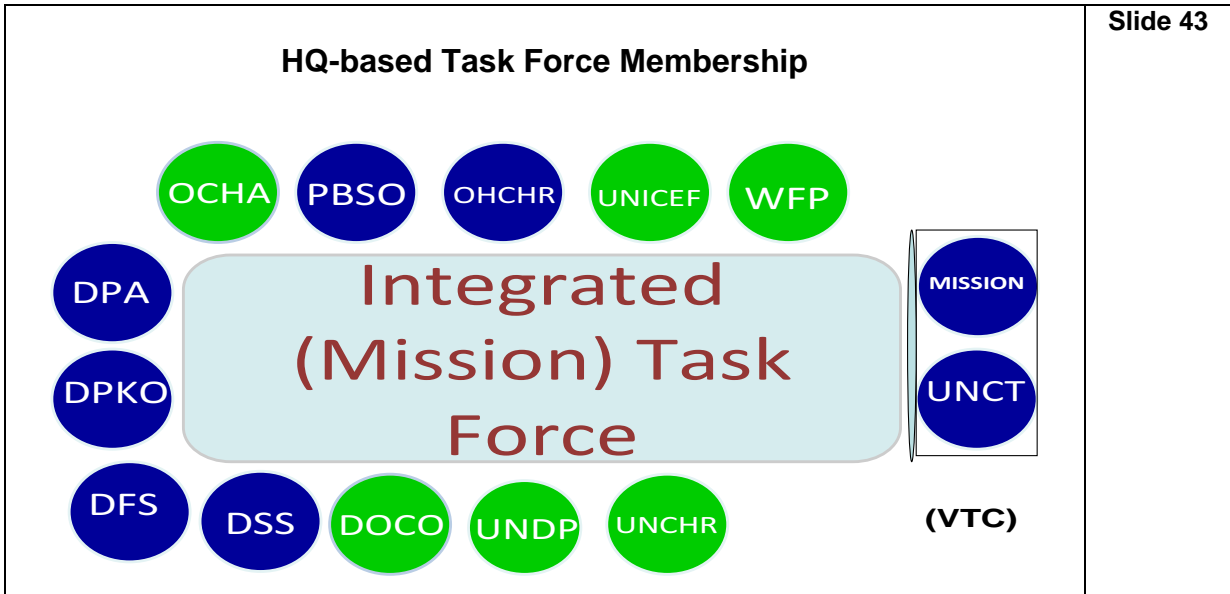 Slide 43
HQ-based Task Force Membership
OCHA
PBSO
OHCHR
UNICEF
WFP
DPA
Integrated
(Mission) Task
Force
MISSION
DPKO
UNCT
DFS
DSS
DOCO
UNDP
UNCHR
(VTC)